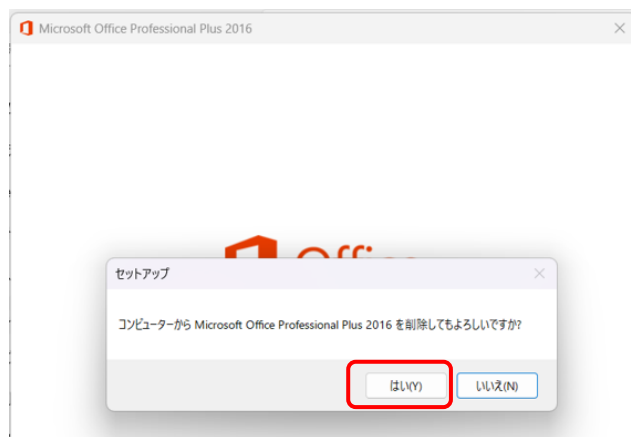 Microsoft Office Professional Plus 2016
Office
セットアップ
コンピューターから Microsoft Office Professional Plus 2016 を削除してもよろしいですか?
はい(Y)
いいえ(N)